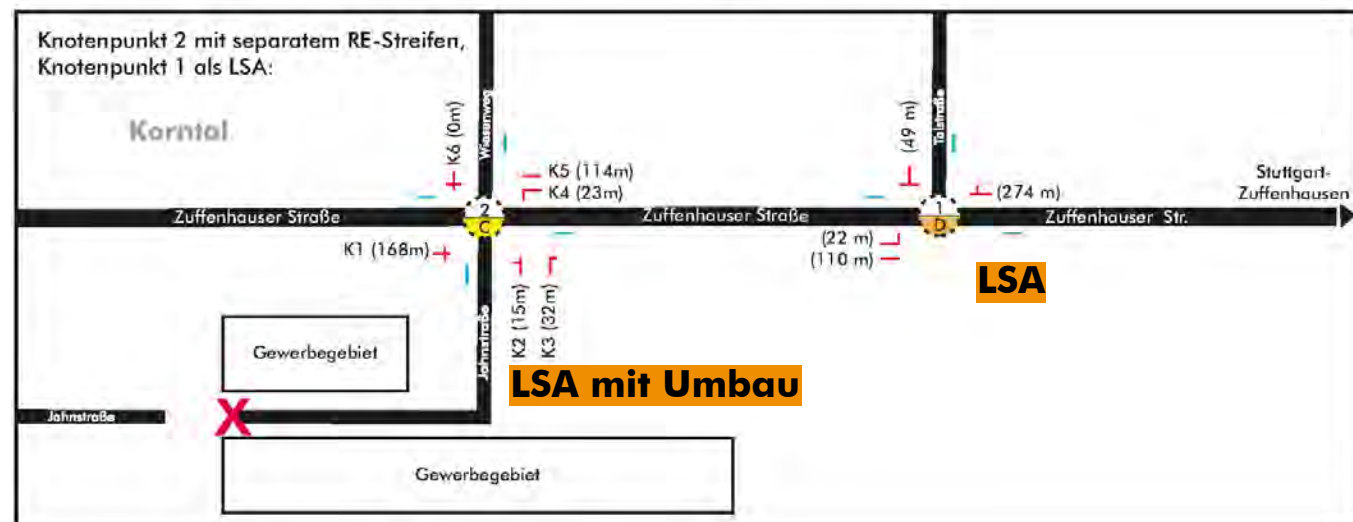 Knotenpunkt 2 mit separatem RE-Streifen,
Knotenpunkt 1 als LSA:
Korntal
K6 (0m)
Wiesenweg
K5 (114m)
K4 (23m)
(49 m)
Talstraße
(274 m)
Stuttgart-
Zuffenhausen
Zuffenhauser Straße
2
C
Zuffenhauser Straße
1
D
Zuffenhauser Str.
K1 (168m)
(22 m)
(110 m)
LSA
K2 (15m)
K3 (32m)
Jahnstraße
Gewerbegebiet
LSA mit Umbau
Jahnstraße
X
Gewerbegebiet